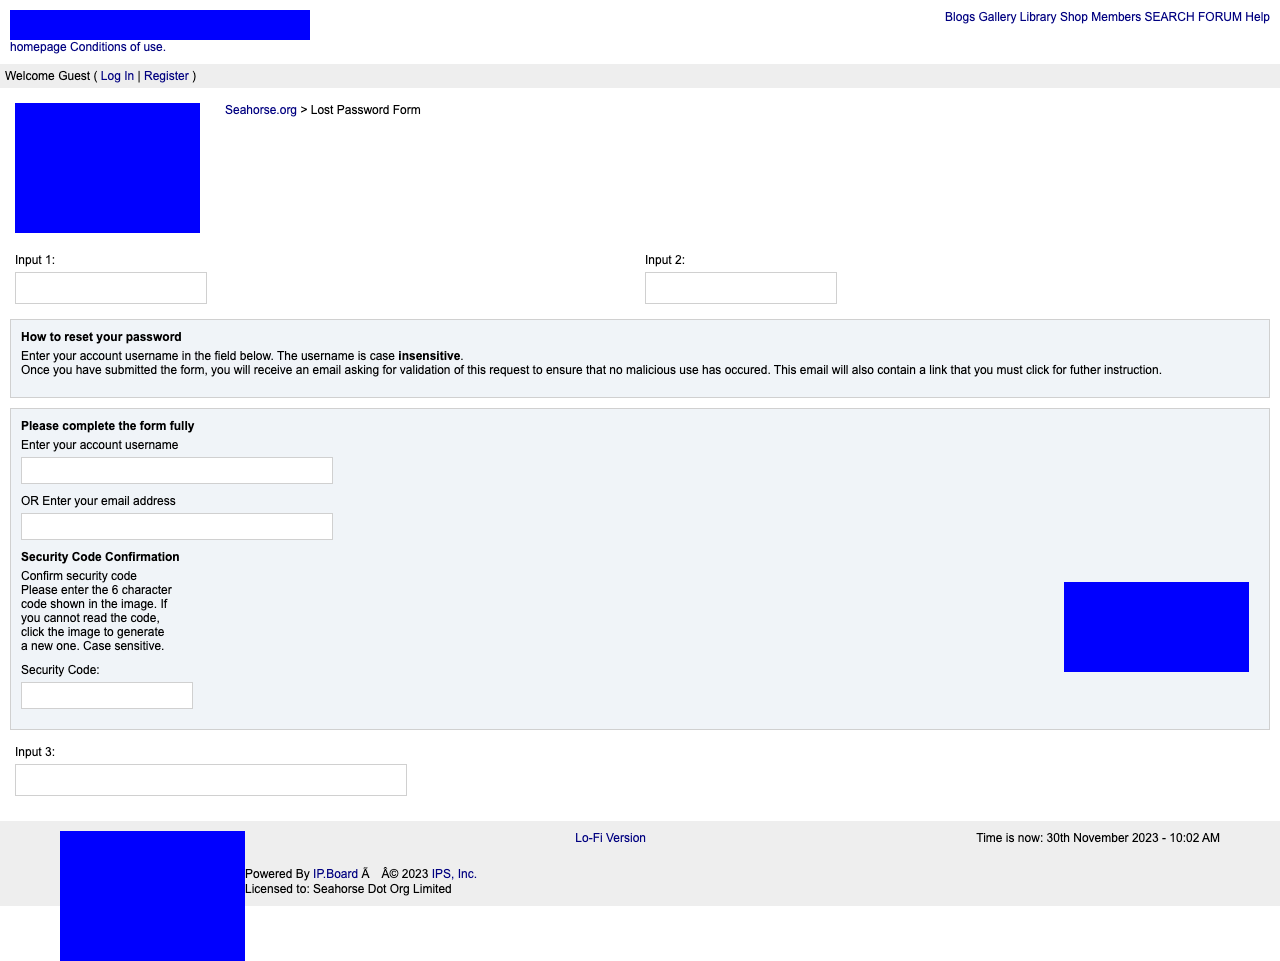 Blogs Gallery Library Shop Members SEARCH FORUM Help
homepage Conditions of use.
Welcome Guest ( Log In | Register )
Seahorse.org > Lost Password Form
Input 1:
Input 2:
How to reset your password
Enter your account username in the field below. The username is case insensitive.
Once you have submitted the form, you will receive an email asking for validation of this request to ensure that no malicious use has occured. This email will also contain a link that you must click for futher instruction.
Please complete the form fully
Enter your account username
OR Enter your email address
Security Code Confirmation
Confirm security code
Please enter the 6 character
code shown in the image. If
you cannot read the code,
click the image to generate
a new one. Case sensitive.
Security Code:
Input 3:
Lo-Fi Version
Time is now: 30th November 2023 - 10:02 AM
Powered By IP.Board Ã Â© 2023 IPS, Inc.
Licensed to: Seahorse Dot Org Limited